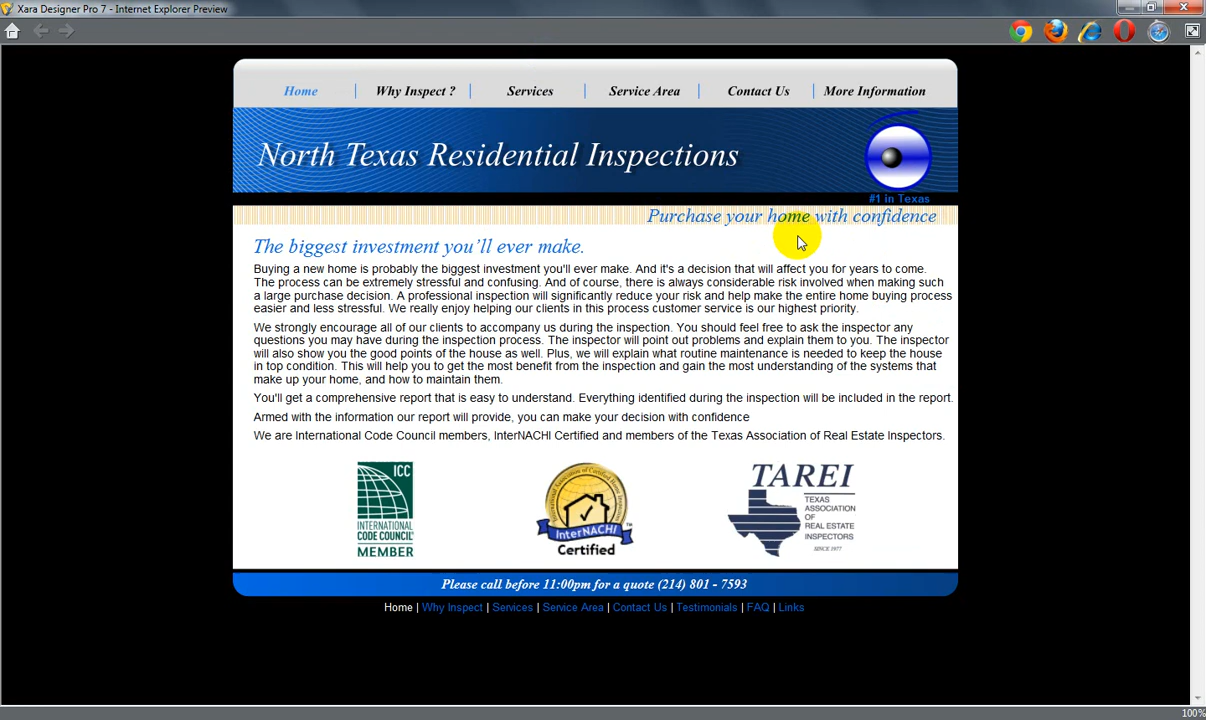 Xara Designer Pro 7 - Internet Explorer Preview
Home | Why Inspect ? | Services | Service Area | Contact Us | More Information
North Texas Residential Inspections
#1 in Texas
Purchase your home with confidence
The biggest investment you’ll ever make.
Buying a new home is probably the biggest investment you'll ever make. And it's a decision that will affect you for years to come.
The process can be extremely stressful and confusing. And of course, there is always considerable risk involved when making such
a large purchase decision. A professional inspection will significantly reduce your risk and help make the entire home buying process
easier and less stressful. We really enjoy helping our clients in this process customer service is our highest priority.
We strongly encourage all of our clients to accompany us during the inspection. You should feel free to ask the inspector any
questions you may have during the inspection process. The inspector will point out problems and explain them to you. The inspector
will also show you the good points of the house as well. Plus, we will explain what routine maintenance is needed to keep the house
in top condition. This will help you to get the most benefit from the inspection and gain the most understanding of the systems that
make up your home, and how to maintain them.
You'll get a comprehensive report that is easy to understand. Everything identified during the inspection will be included in the report.
Armed with the information our report will provide, you can make your decision with confidence
We are International Code Council members, InterNACHI Certified and members of the Texas Association of Real Estate Inspectors.
ICC
INTERNATIONAL
CODE COUNCIL
MEMBER
International Association of Certified Home Inspectors
InterNACHI
Certified
TAREI
TEXAS
ASSOCIATION
OF
REAL ESTATE
INSPECTORS
SINCE 1977
Please call before 11:00pm for a quote (214) 801 - 7593
Home | Why Inspect | Services | Service Area | Contact Us | Testimonials | FAQ | Links
100%